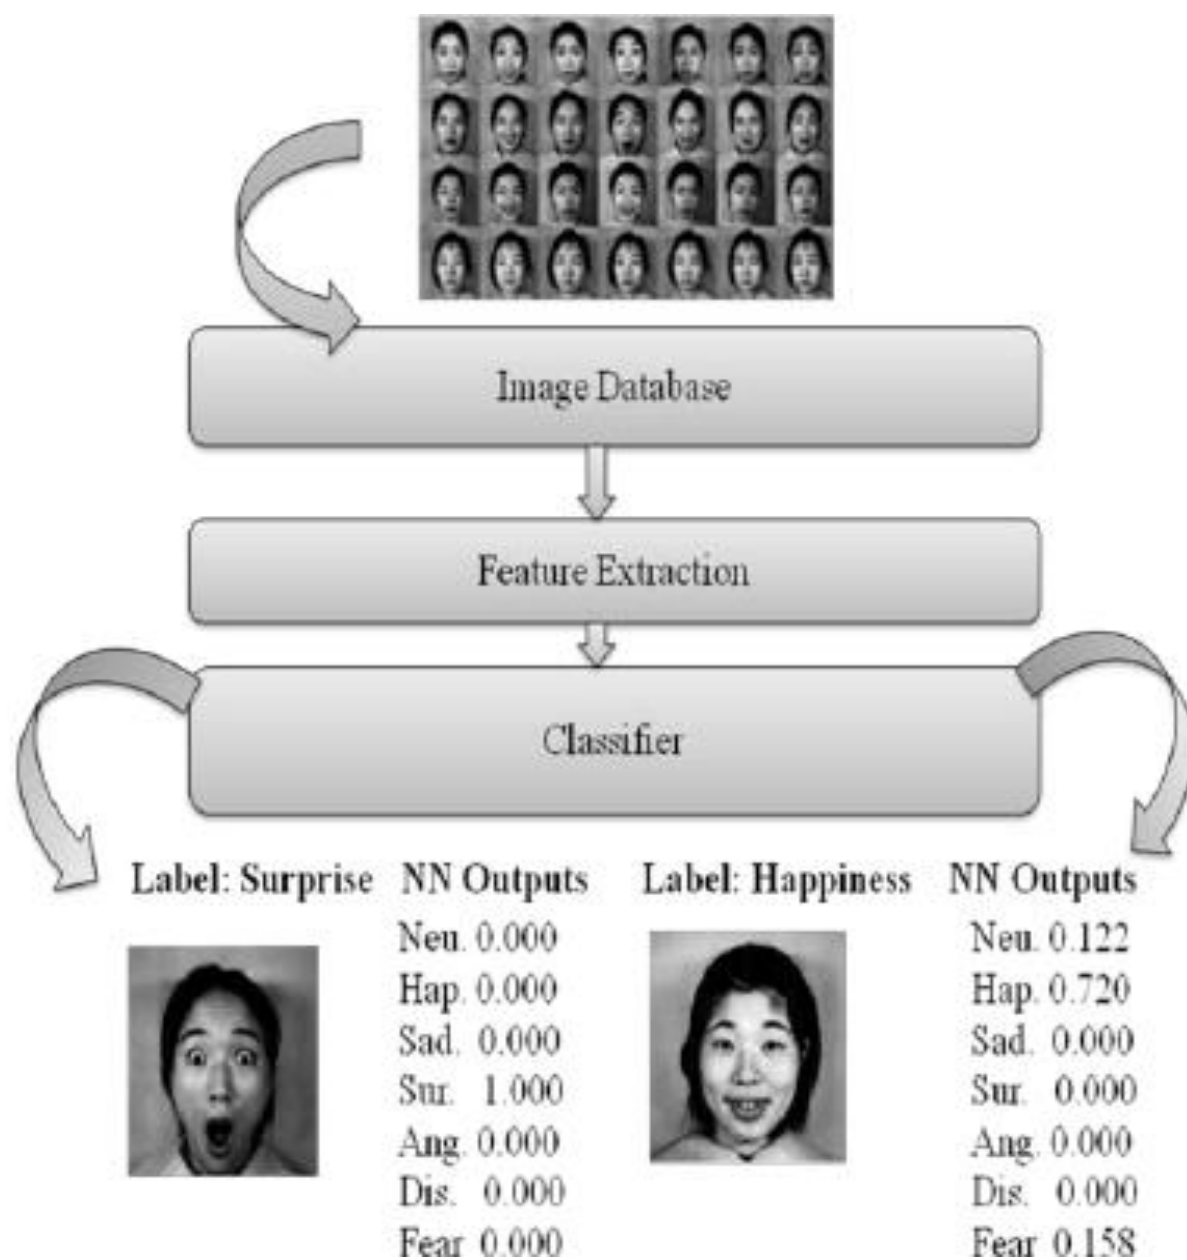 Image Database
Feature Extraction
Classifier
Label: Surprise
NN Outputs
Neu. 0.000
Hap. 0.000
Sad. 0.000
Sur. 1.000
Ang. 0.000
Dis. 0.000
Fear 0.000
Label: Happiness
NN Outputs
Neu. 0.122
Hap. 0.720
Sad. 0.000
Sur. 0.000
Ang. 0.000
Dis. 0.000
Fear 0.158